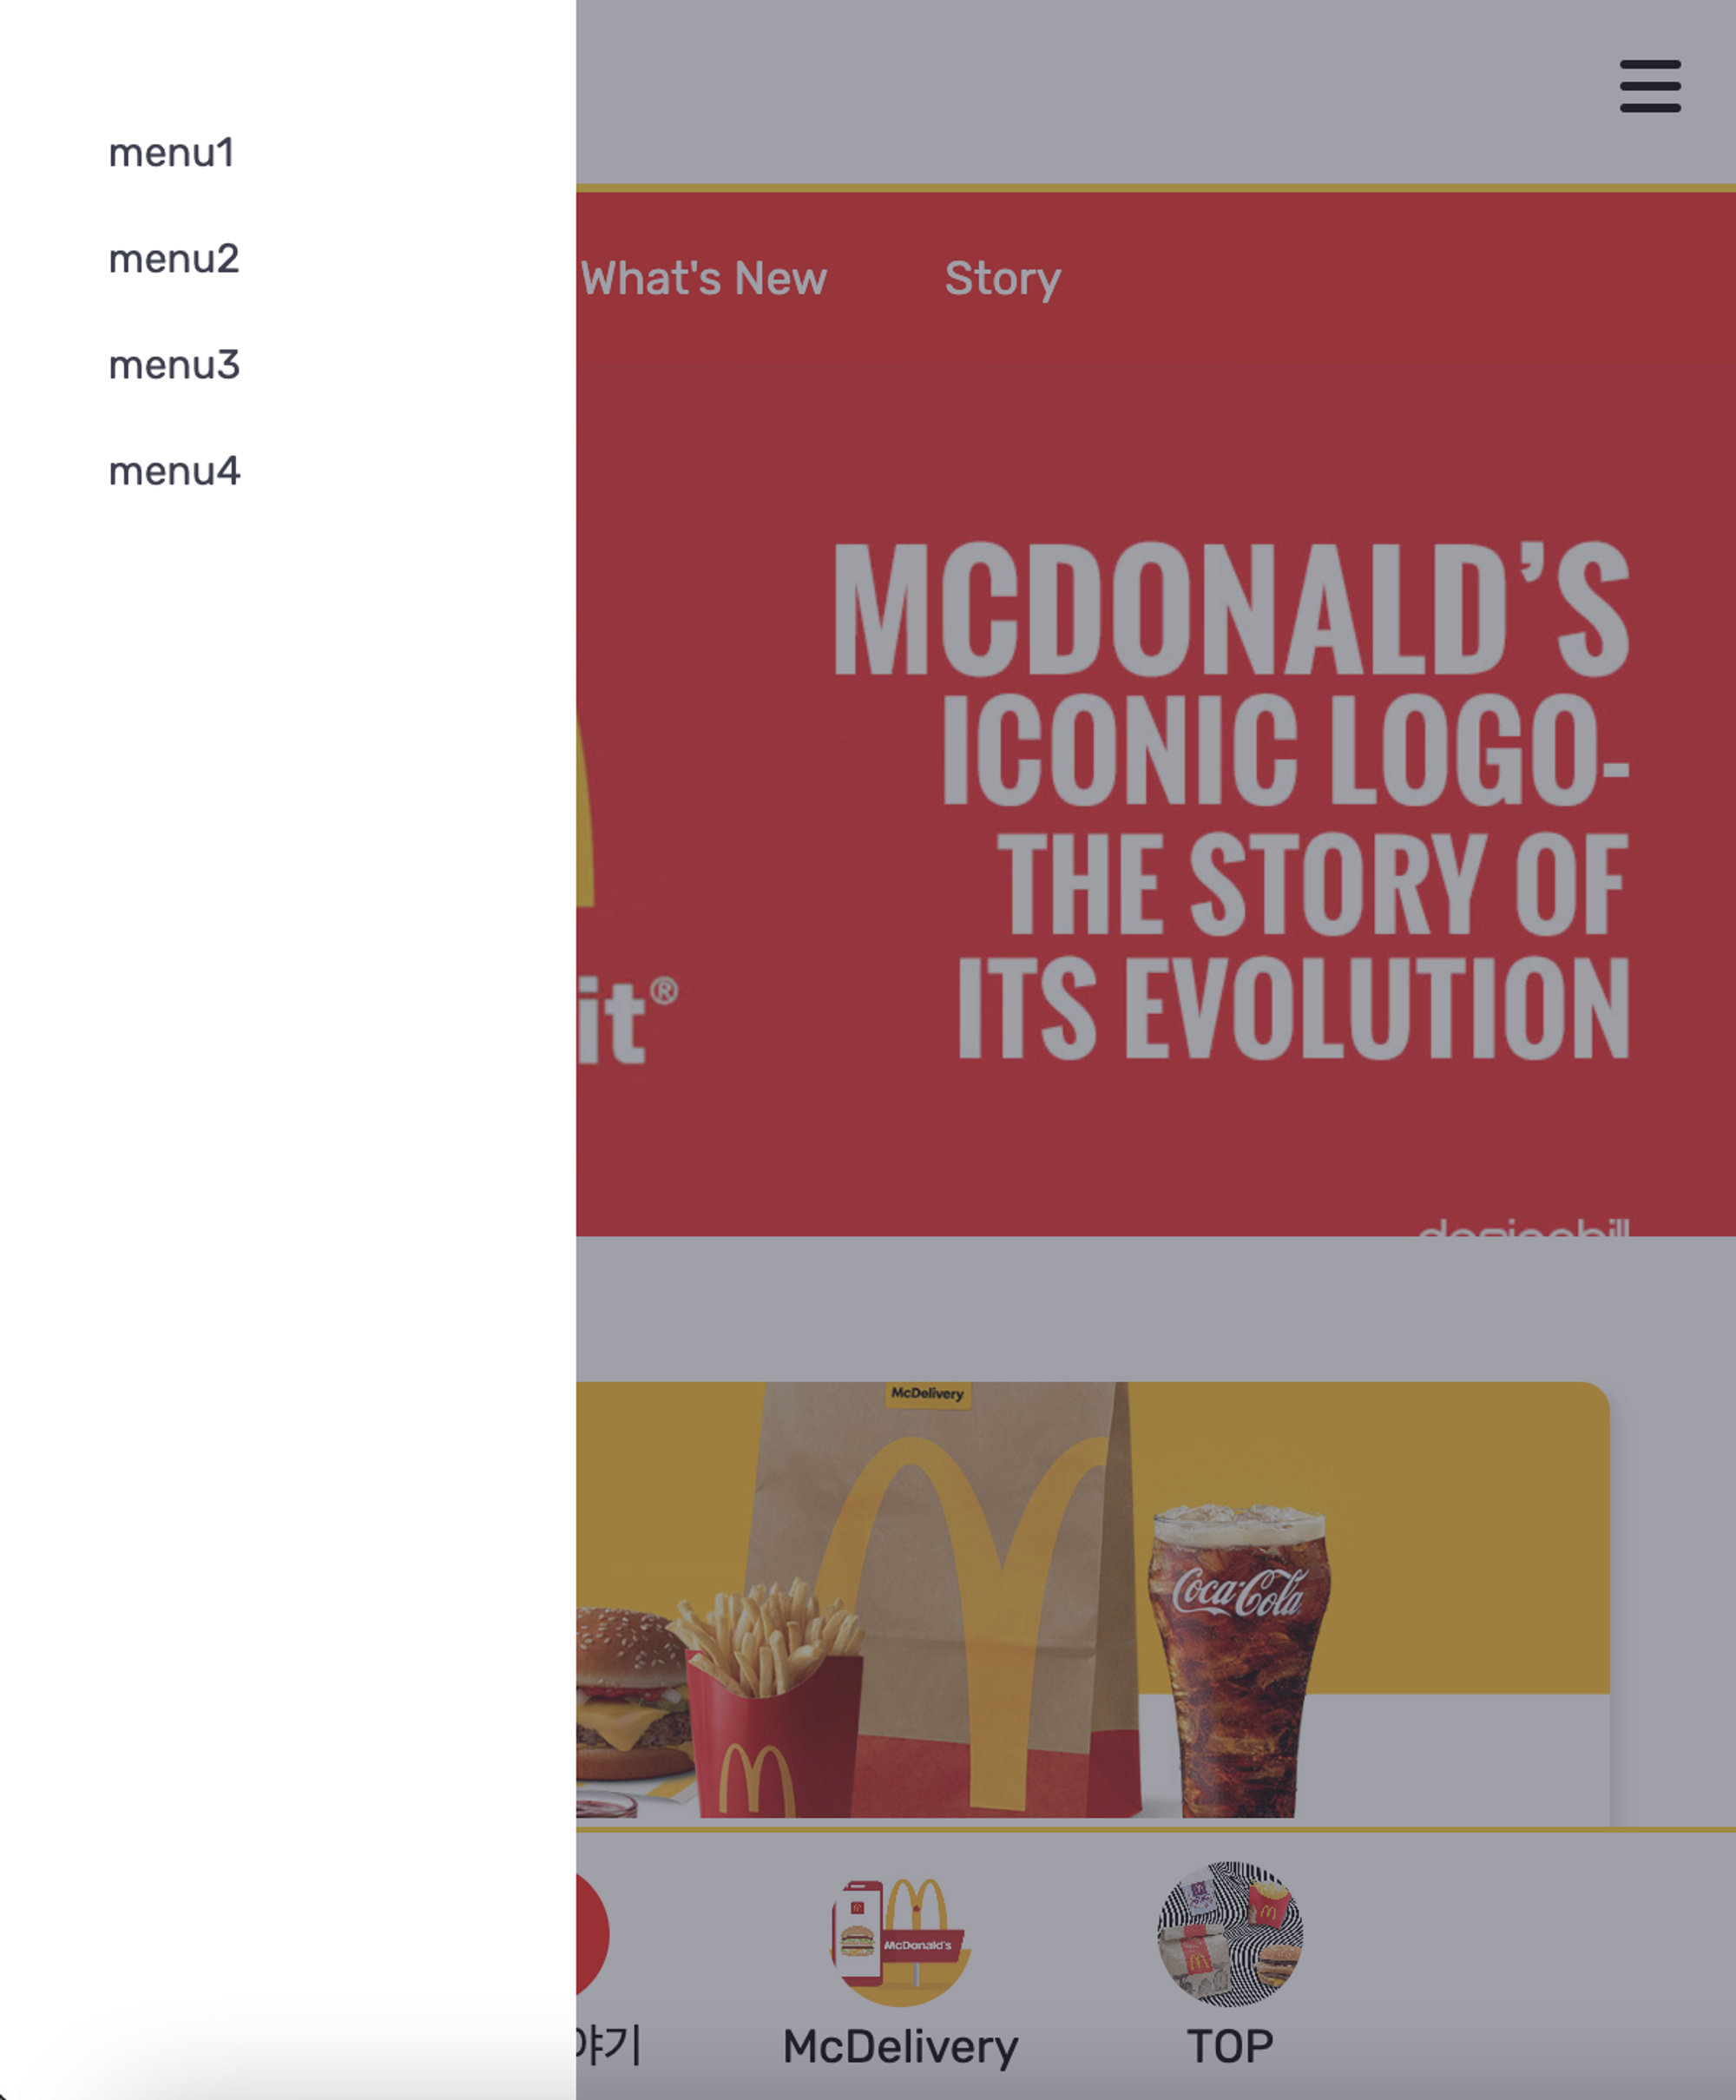 menu1
menu2
menu3
menu4
What's New
Story
MCDONALD’S
ICONIC LOGO-
THE STORY OF
ITS EVOLUTION
it®
McDelivery
Coca-Cola
McDonald's
야기
McDelivery
TOP